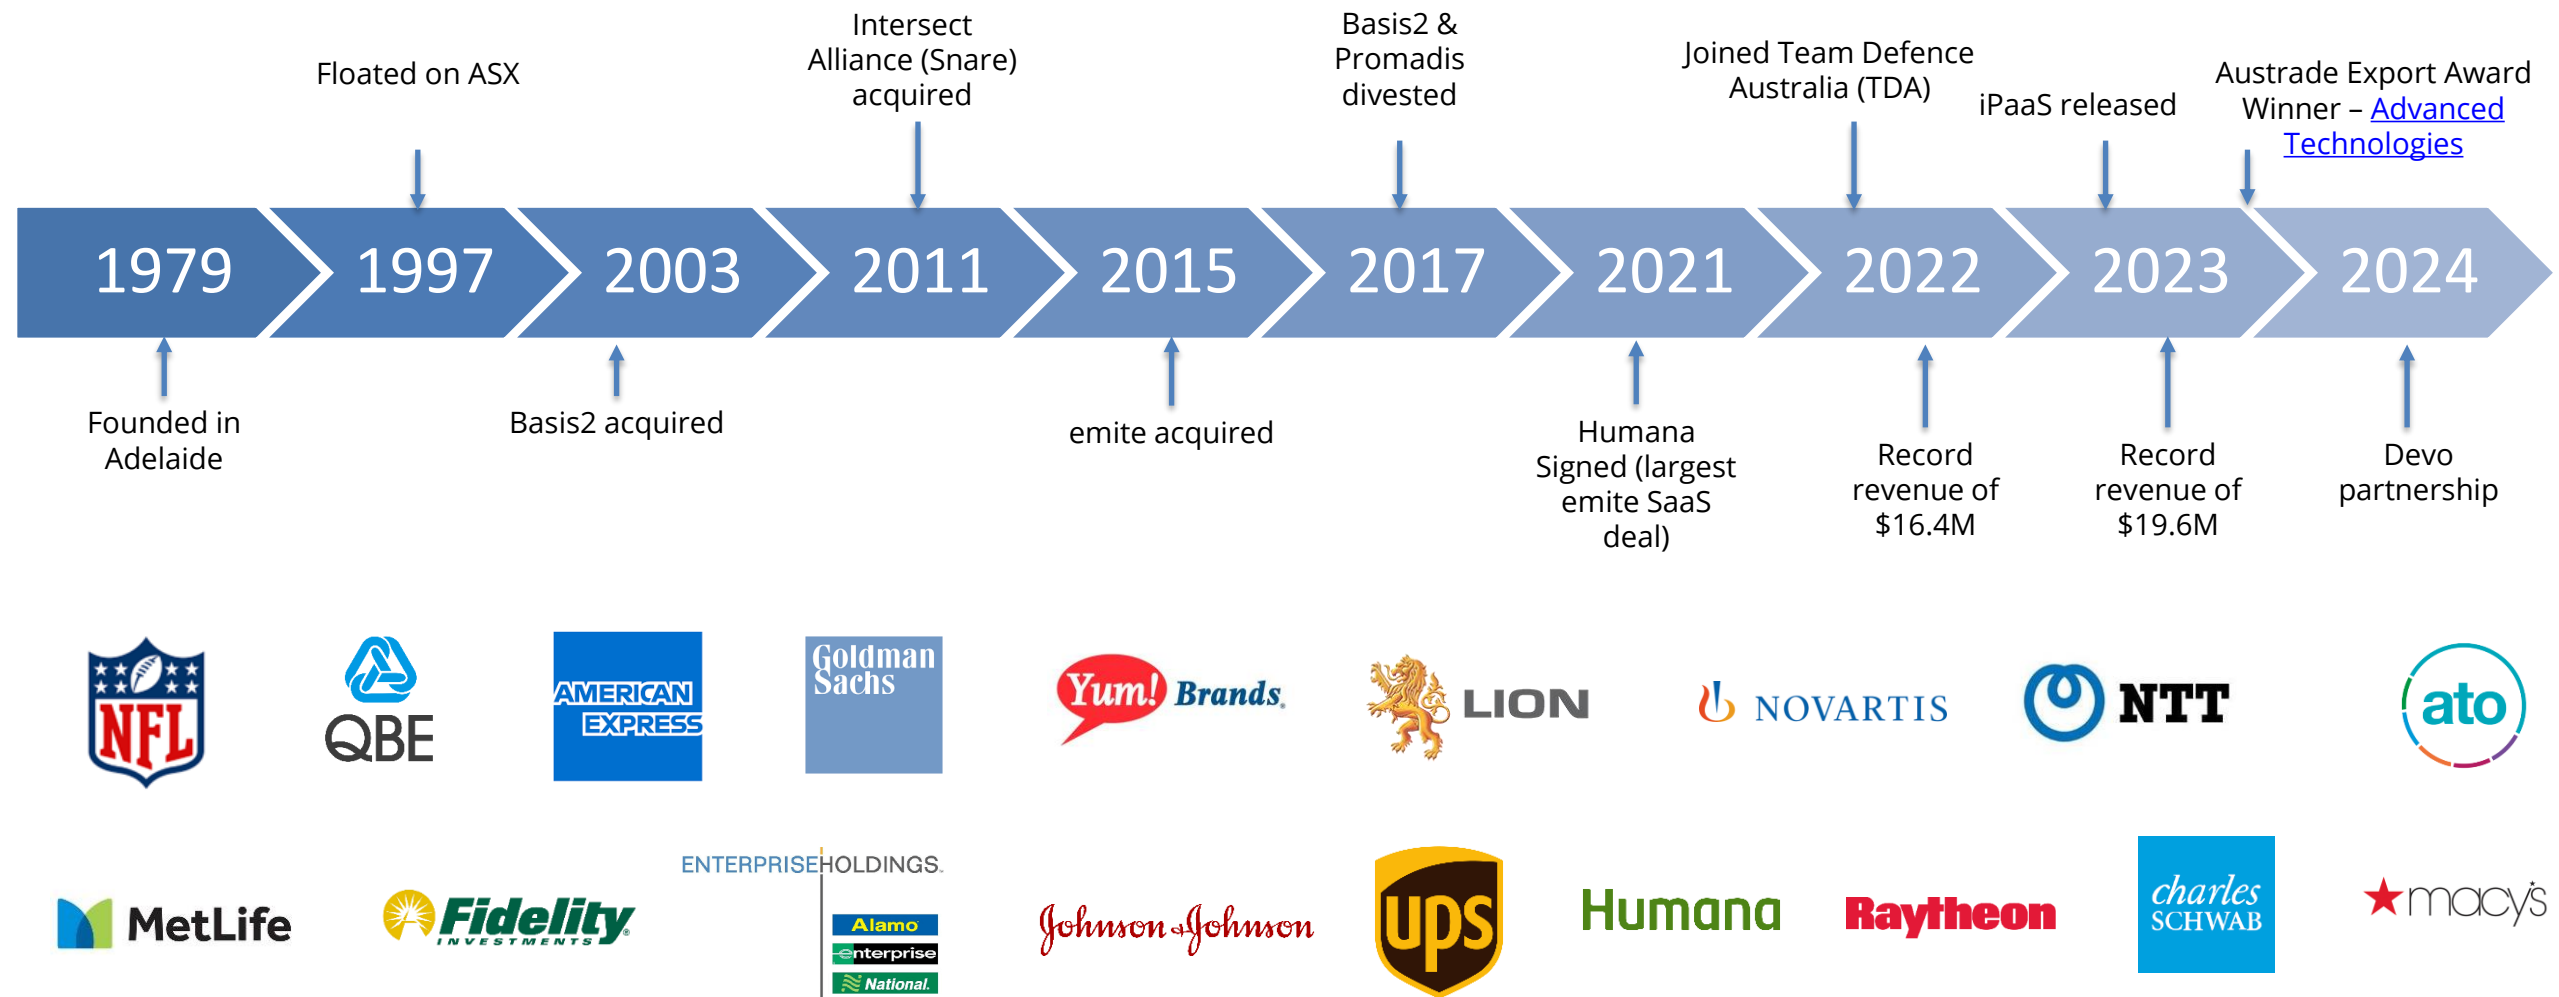 Floated on ASX
Intersect
Alliance (Snare)
acquired
Basis2 &
Promadis
divested
Joined Team Defence
Australia (TDA)
iPaaS released
Austrade Export Award
Winner – Advanced
Technologies
1979
1997
2003
2011
2015
2017
2021
2022
2023
2024
Founded in
Adelaide
Basis2 acquired
emite acquired
Humana
Signed (largest
emite SaaS
deal)
Record
revenue of
$16.4M
Record
revenue of
$19.6M
Devo
partnership
NFL
QBE
AMERICAN
EXPRESS
Goldman
Sachs
Yum! Brands
LION
NOVARTIS
NTT
ato
MetLife
Fidelity
INVESTMENTS
ENTERPRISEHOLDINGS
Alamo
enterprise
National.
Johnson & Johnson
ups
Humana
Raytheon
charles
SCHWAB
macy's